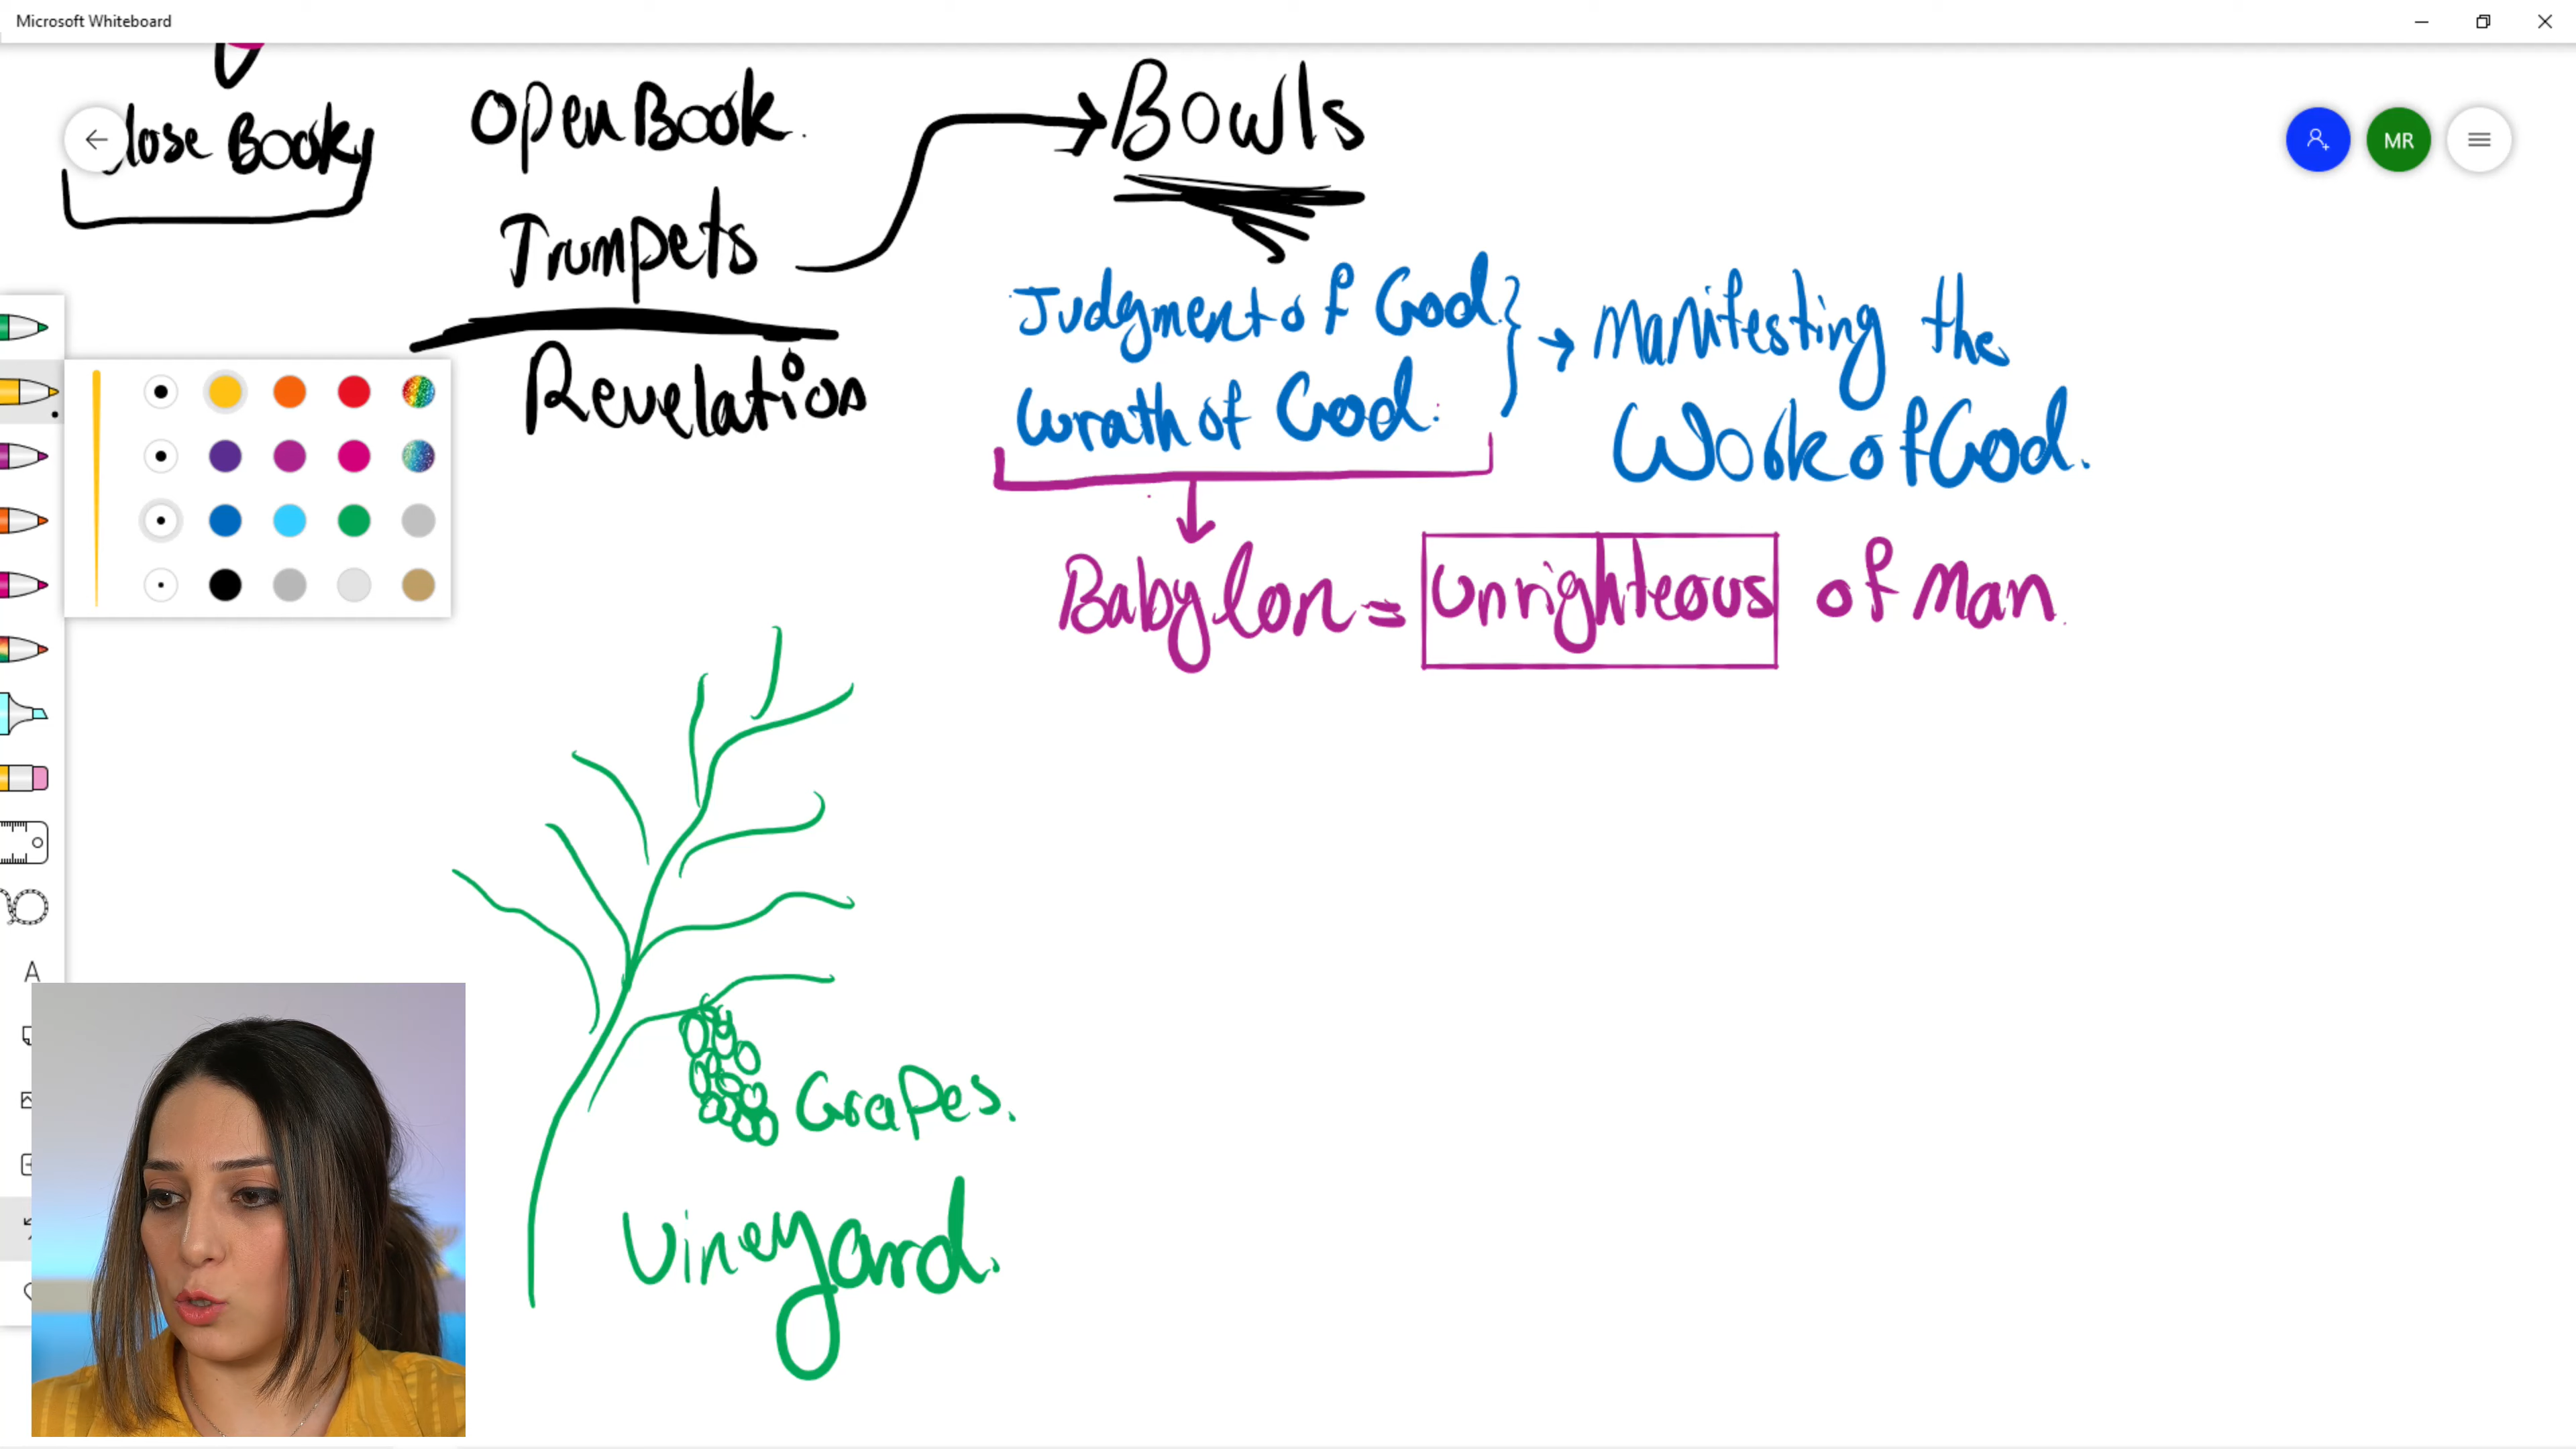 Microsoft Whiteboard
lose Book
Open Book.
Trumpets
Revelation
Bowls
MR
Judgment of God
Wrath of God.
Manifesting the
Work of God.
Babylon = Unrighteous of Man.
A
Grapes.
Vineyard.